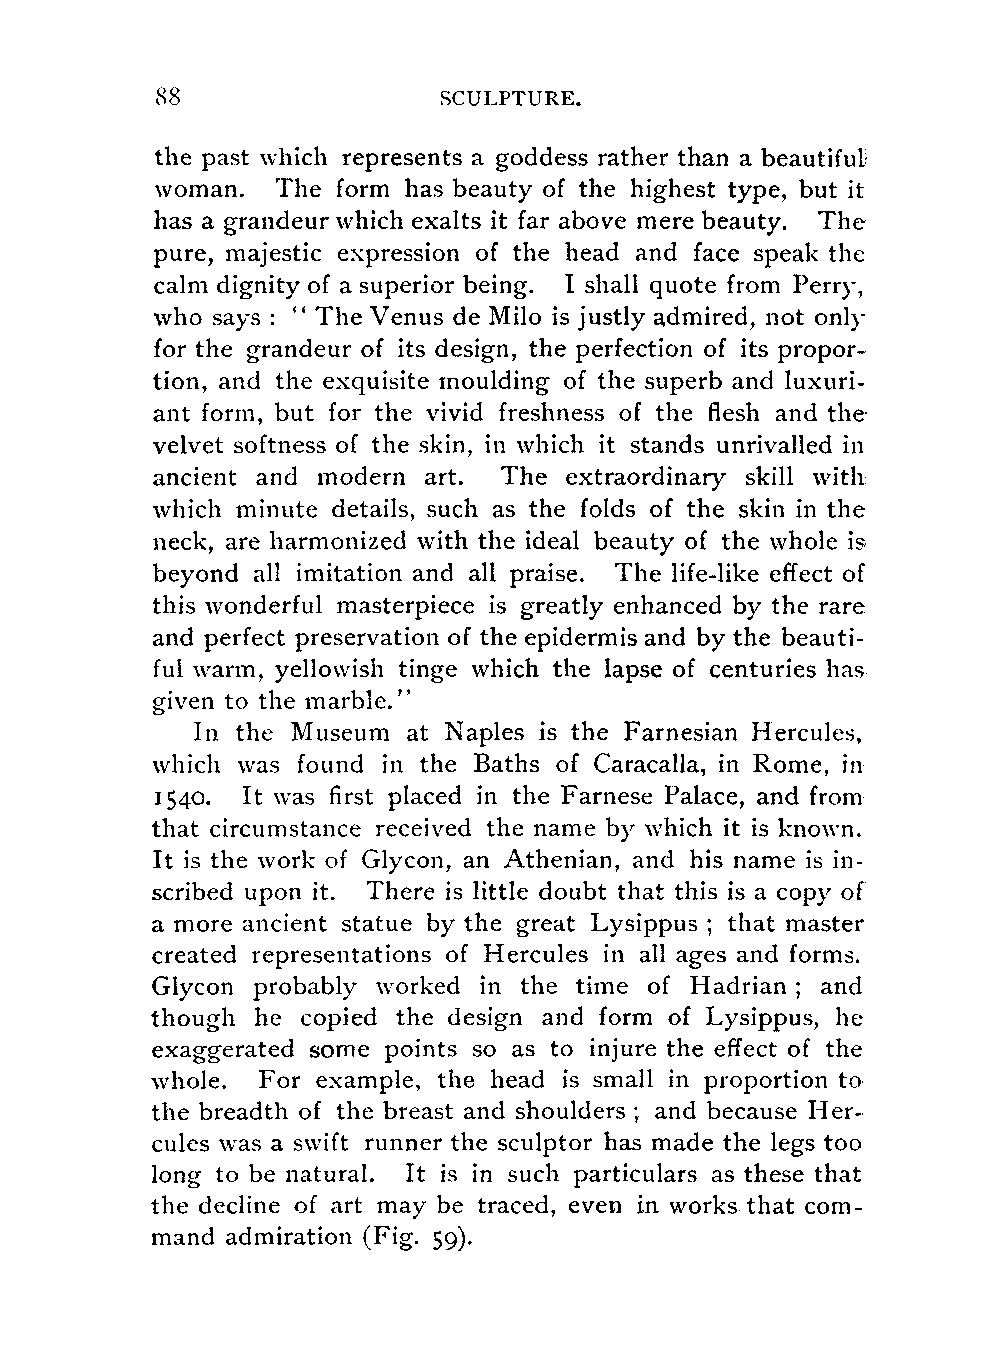 88 SCULPTURE.
the past which represents a goddess rather than a beautiful
woman. The form has beauty of the highest type, but it
has a grandeur which exalts it far above mere beauty. The
pure, majestic expression of the head and face speak the
calm dignity of a superior being. I shall quote from Perry,
who says : “ The Venus de Milo is justly admired, not only
for the grandeur of its design, the perfection of its propor-
tion, and the exquisite moulding of the superb and luxuri-
ant form, but for the vivid freshness of the flesh and the
velvet softness of the skin, in which it stands unrivalled in
ancient and modern art. The extraordinary skill with
which minute details, such as the folds of the skin in the
neck, are harmonized with the ideal beauty of the whole is
beyond all imitation and all praise. The life-like effect of
this wonderful masterpiece is greatly enhanced by the rare
and perfect preservation of the epidermis and by the beauti-
ful warm, yellowish tinge which the lapse of centuries has
given to the marble.”
In the Museum at Naples is the Farnesian Hercules,
which was found in the Baths of Caracalla, in Rome, in
1540. It was first placed in the Farnese Palace, and from
that circumstance received the name by which it is known.
It is the work of Glycon, an Athenian, and his name is in-
scribed upon it. There is little doubt that this is a copy of
a more ancient statue by the great Lysippus ; that master
created representations of Hercules in all ages and forms.
Glycon probably worked in the time of Hadrian ; and
though he copied the design and form of Lysippus, he
exaggerated some points so as to injure the effect of the
whole. For example, the head is small in proportion to
the breadth of the breast and shoulders ; and because Her-
cules was a swift runner the sculptor has made the legs too
long to be natural. It is in such particulars as these that
the decline of art may be traced, even in works that com-
mand admiration (Fig. 59).